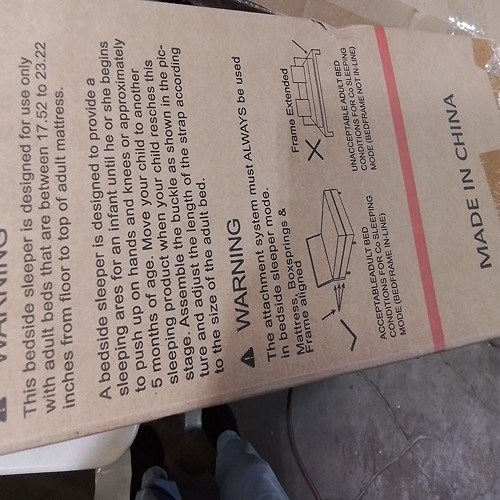 WARNING
This bedside sleeper is designed for use only
with adult beds that are between 17.52 to 23.22
inches from floor to top of adult mattress.
A bedside sleeper is designed to provide a
sleeping ares for an infant until he or she begins
to push up on hands and knees or approximately
5 months of age. Move your child to another
sleeping product when your child reaches this
stage. Assemble the buckle as shown in the pic-
ture and adjust the length of the strap according
to the size of the adult bed.
WARNING
The attachment system must ALWAYS be used
in bedside sleeper mode.
Mattress, Boxsprings &
Frame aligned
Frame Extended
ACCEPTABLEADULT BED
CONDITIONS FOR Co SLEEPING
MODE (BEDFRAME IN-LINE)
UNACCEPTABLE ADULT BED
CONDITIONS FOR Co SLEEPING
MODE (BEDFRAME NOT IN-LINE)
MADE IN CHINA